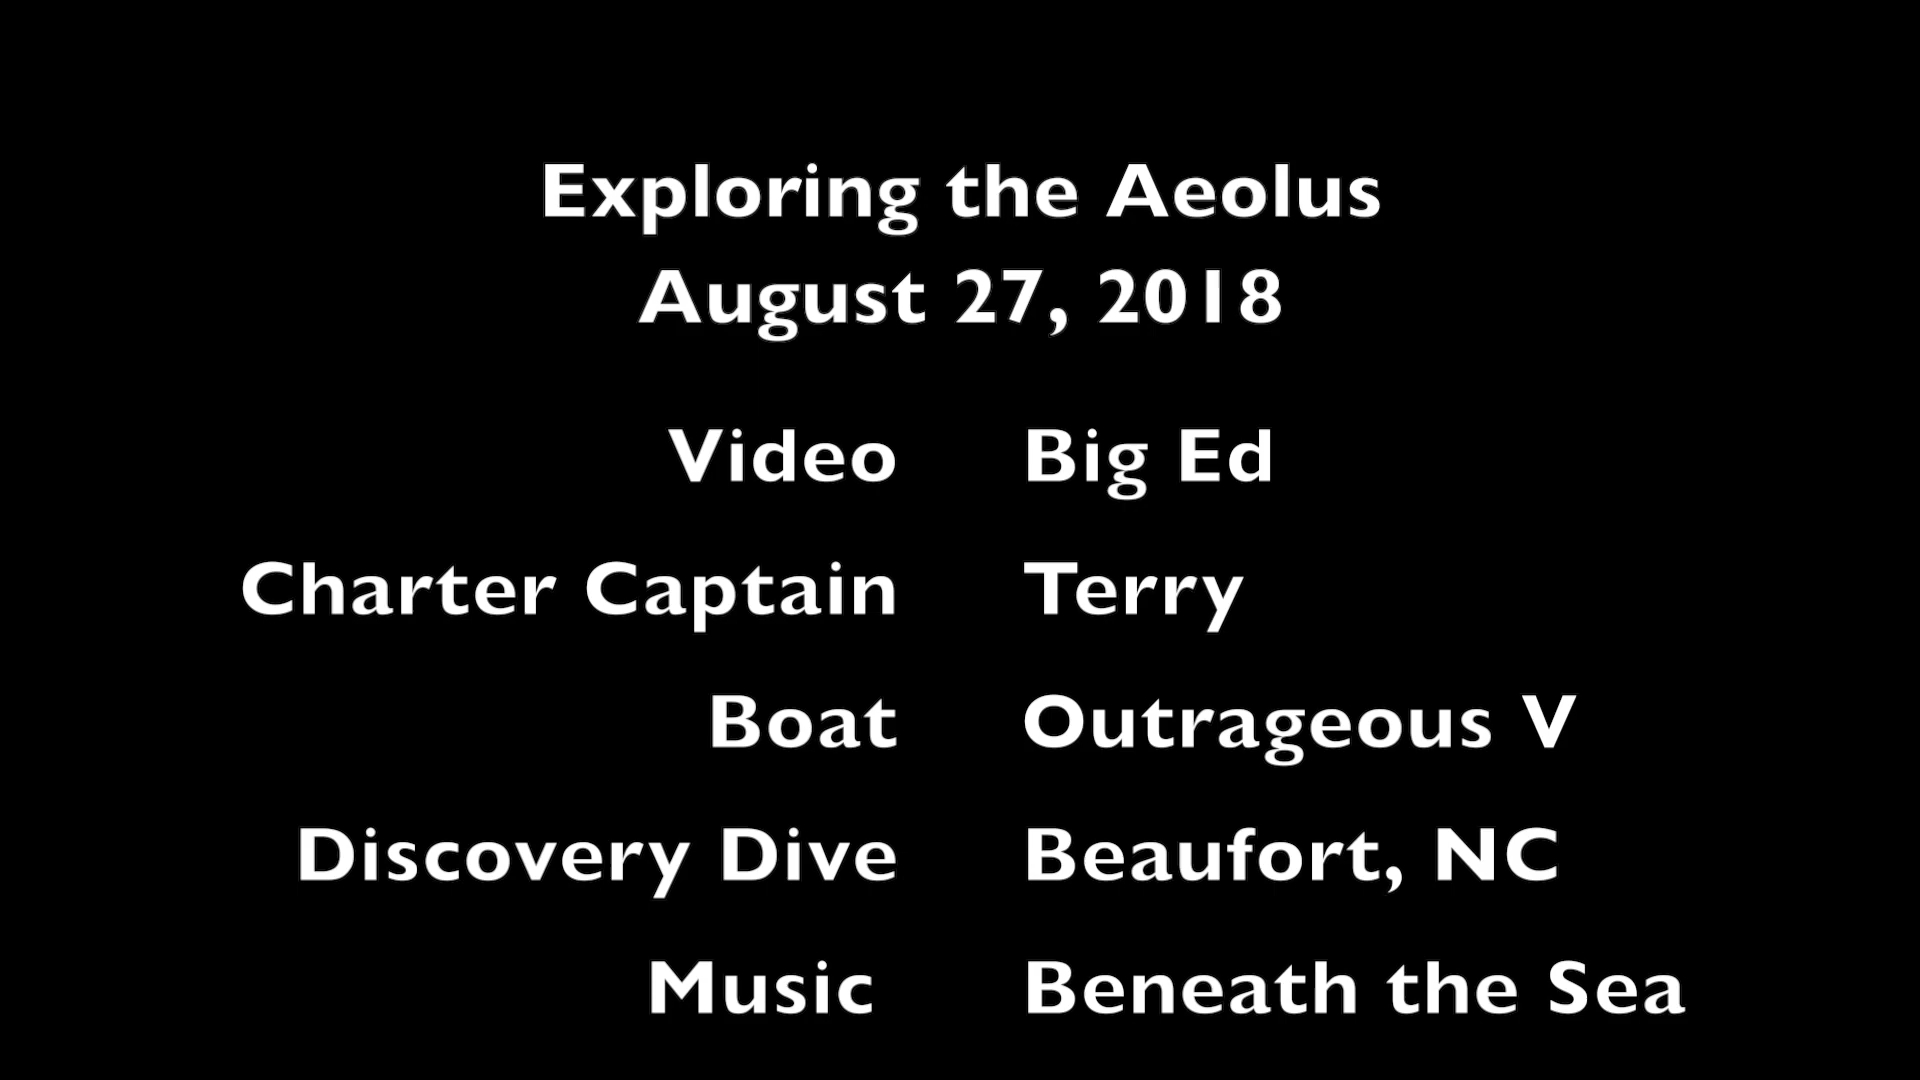 Exploring the Aeolus
August 27, 2018
Video Big Ed
Charter Captain Terry
Boat Outrageous V
Discovery Dive Beaufort, NC
Music Beneath the Sea